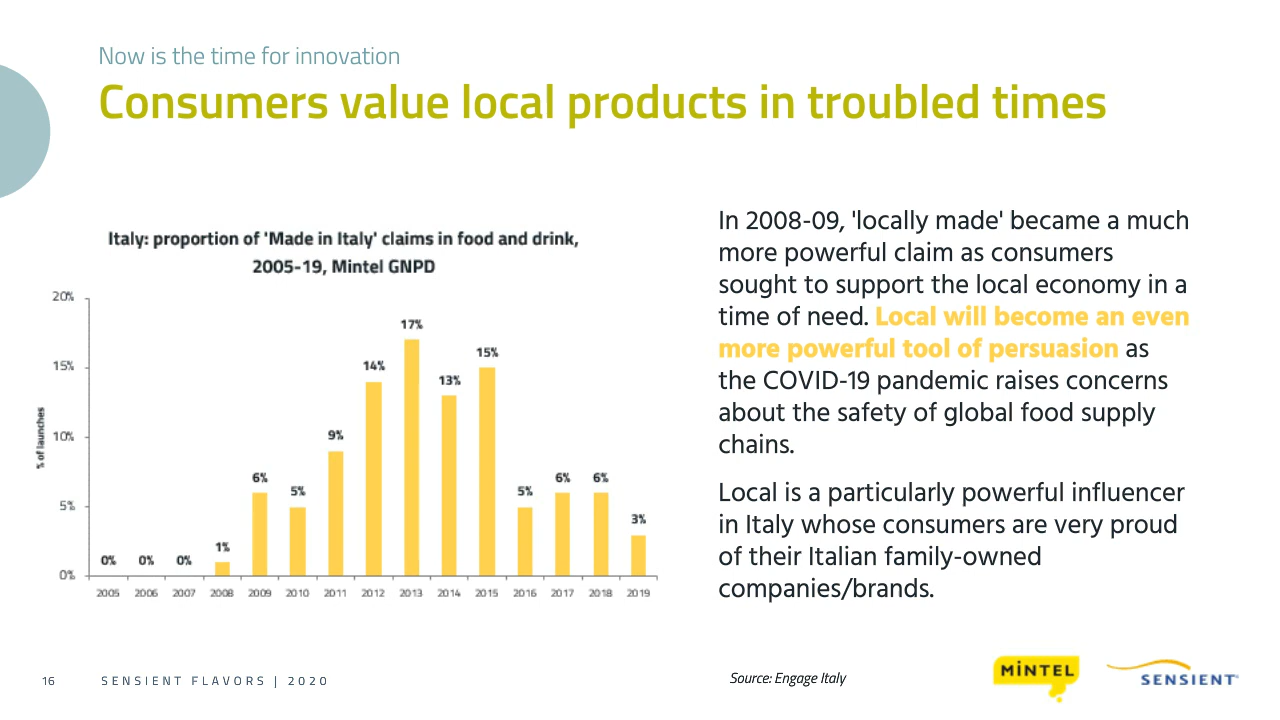 Now is the time for innovation
Consumers value local products in troubled times
Italy: proportion of 'Made in Italy' claims in food and drink,
2005-19, Mintel GNPD
% of launches
20%
15%
10%
5%
0%
0%
0%
0%
1%
6%
5%
9%
14%
17%
13%
15%
5%
6%
6%
3%
2005
2006
2007
2008
2009
2010
2011
2012
2013
2014
2015
2016
2017
2018
2019
In 2008-09, 'locally made' became a much
more powerful claim as consumers
sought to support the local economy in a
time of need. Local will become an even
more powerful tool of persuasion as
the COVID-19 pandemic raises concerns
about the safety of global food supply
chains.
Local is a particularly powerful influencer
in Italy whose consumers are very proud
of their Italian family-owned
companies/brands.
16
SENSIENT FLAVORS | 2020
Source: Engage Italy
MiNTEL
SENSIENT